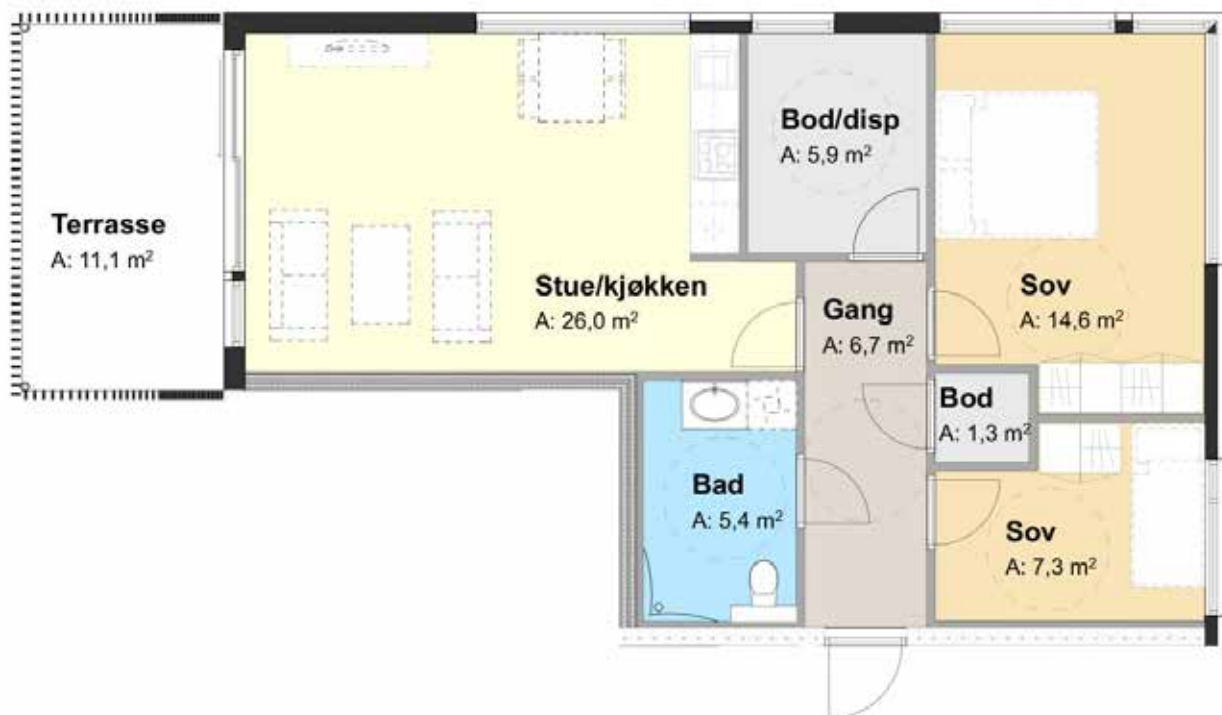 Terrasse
A: 11,1 m²
Stue/kjøkken
A: 26,0 m²
Bod/disp
A: 5,9 m²
Gang
A: 6,7 m²
Sov
A: 14,6 m²
Bod
A: 1,3 m²
Bad
A: 5,4 m²
Sov
A: 7,3 m²